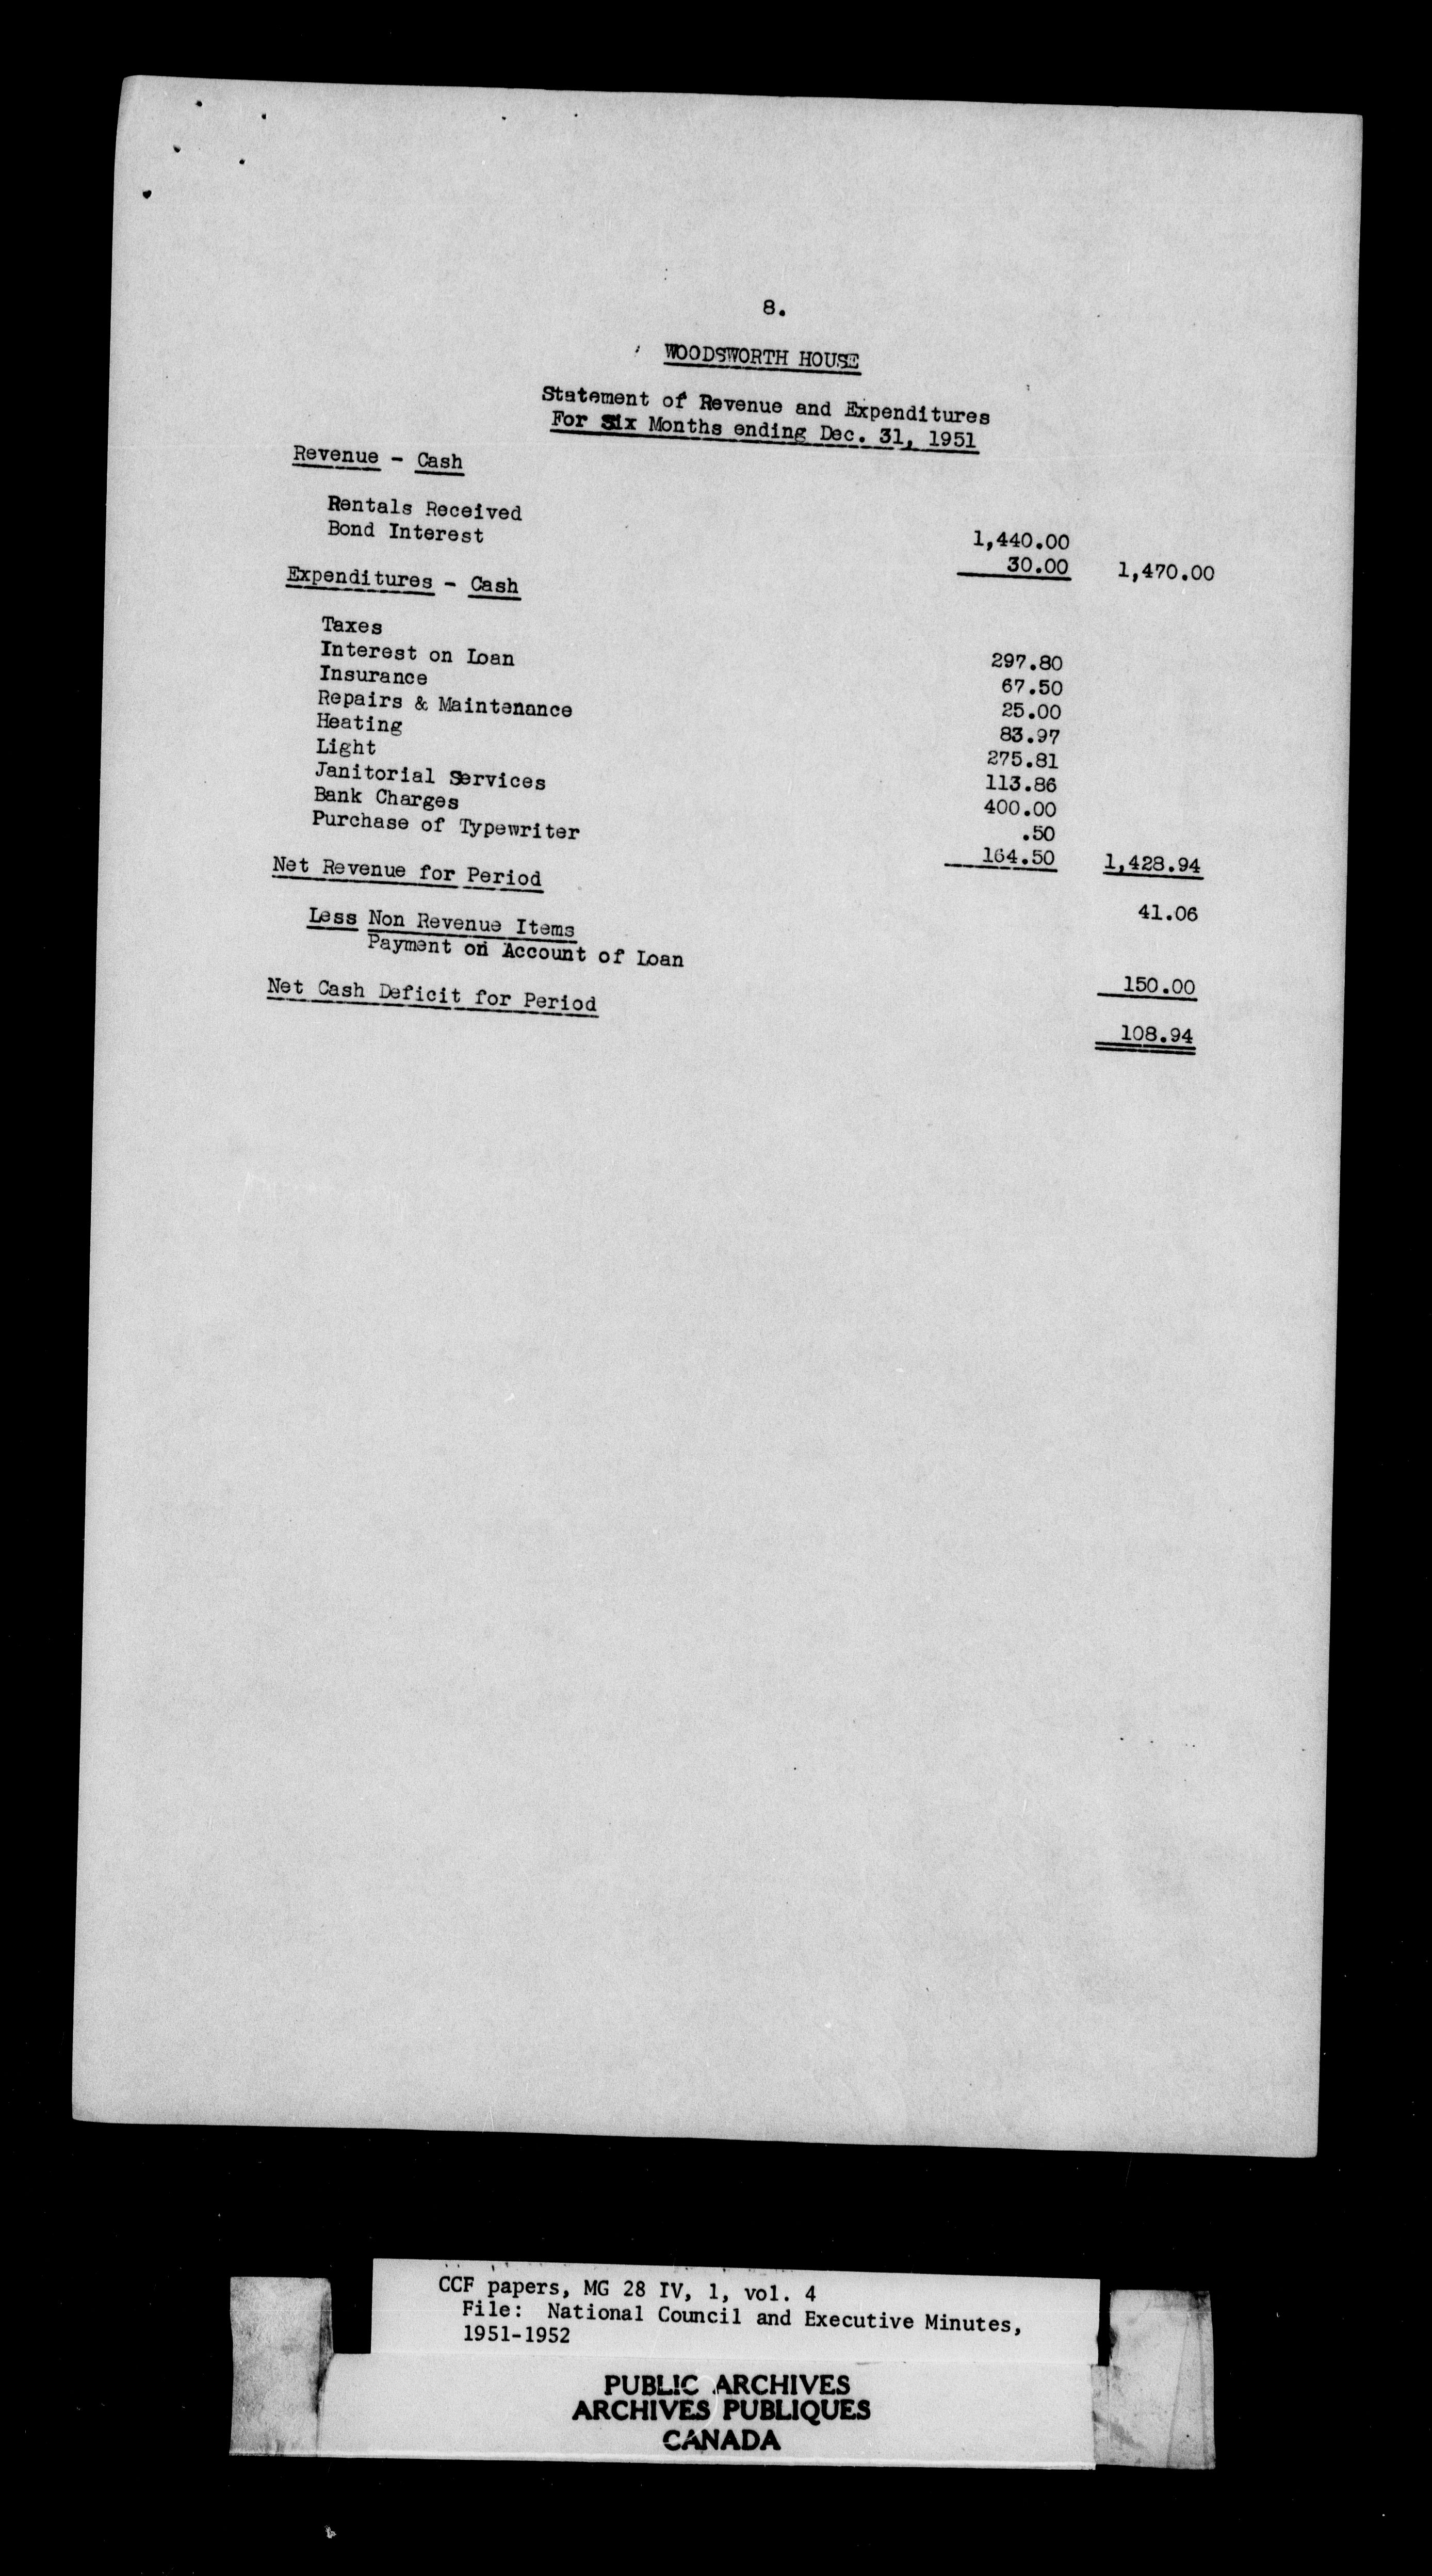 8.
WOODSWORTH HOUSE
Statement of Revenue and Expenditures
For Six Months ending Dec. 31, 1951
Revenue - Cash
Rentals Received 1,440.00
Bond Interest 30.00 1,470.00
Expenditures - Cash
Taxes 297.80
Interest on Loan 67.50
Insurance 25.00
Repairs & Maintenance 83.97
Heating 275.81
Light 113.86
Janitorial Services 400.00
Bank Charges .50
Purchase of Typewriter 164.50 1,428.94
Net Revenue for Period 41.06
Less Non Revenue Items
Payment on Account of Loan 150.00
Net Cash Deficit for Period 108.94
CCF papers, MG 28 IV, 1, vol. 4
File: National Council and Executive Minutes,
1951-1952
PUBLIC ARCHIVES
ARCHIVES PUBLIQUES
CANADA